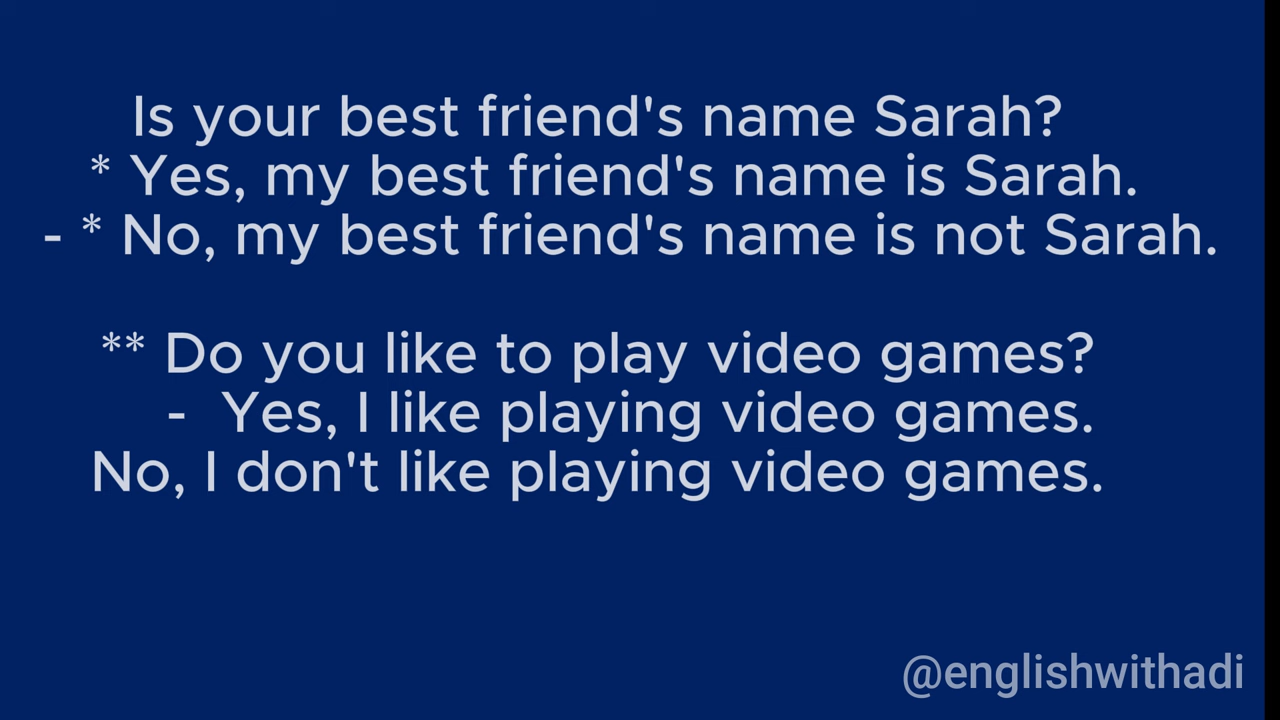 Is your best friend's name Sarah?
* Yes, my best friend's name is Sarah.
- * No, my best friend's name is not Sarah.
** Do you like to play video games?
- Yes, I like playing video games.
No, I don't like playing video games.
@englishwithadi